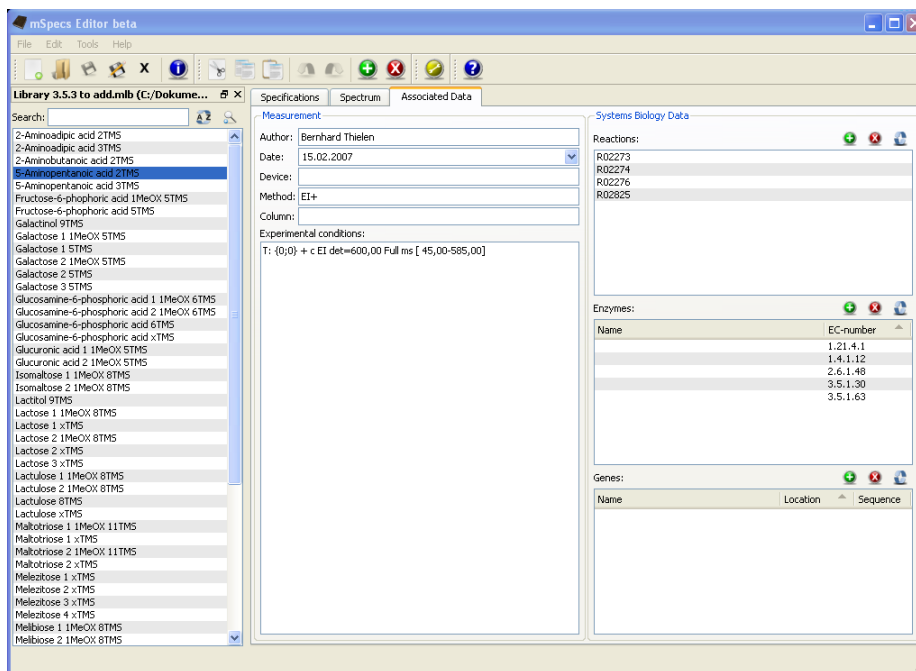 mSpecs Editor beta
File Edit Tools Help
Library 3.5.3 to add.mlb (C:/Dokume...
Search:
2-Aminoadipic acid 2TMS
2-Aminoadipic acid 3TMS
2-Aminobutanoic acid 2TMS
5-Aminopentanoic acid 2TMS
5-Aminopentanoic acid 3TMS
Fructose-6-phophoric acid 1MeOX 5TMS
Fructose-6-phophoric acid 5TMS
Galactinol 9TMS
Galactose 1 1MeOX 5TMS
Galactose 1 5TMS
Galactose 2 1MeOX 5TMS
Galactose 2 5TMS
Galactose 3 5TMS
Glucosamine-6-phosphoric acid 1 1MeOX 6TMS
Glucosamine-6-phosphoric acid 2 1MeOX 6TMS
Glucosamine-6-phosphoric acid 6TMS
Glucosamine-6-phosphoric acid xTMS
Glucuronic acid 1 1MeOX 5TMS
Glucuronic acid 2 1MeOX 5TMS
Isomaltose 1 1MeOX 8TMS
Isomaltose 2 1MeOX 8TMS
Lactitol 9TMS
Lactose 1 1MeOX 8TMS
Lactose 1 xTMS
Lactose 2 1MeOX 8TMS
Lactose 2 xTMS
Lactose 3 xTMS
Lactulose 1 1MeOX 8TMS
Lactulose 2 1MeOX 8TMS
Lactulose 8TMS
Lactulose xTMS
Maltotriose 1 1MeOX 11TMS
Maltotriose 1 xTMS
Maltotriose 2 1MeOX 11TMS
Maltotriose 2 xTMS
Melezitose 1 xTMS
Melezitose 2 xTMS
Melezitose 3 xTMS
Melezitose 4 xTMS
Melibiose 1 1MeOX 8TMS
Melibiose 2 1MeOX 8TMS
Specifications Spectrum Associated Data
Measurement
Author: Bernhard Thielen
Date: 15.02.2007
Device:
Method: EI+
Column:
Experimental conditions:
T: {0;0} + c EI det=600,00 Full ms [ 45,00-585,00]
Systems Biology Data
Reactions:
R02273
R02274
R02276
R02825
Enzymes:
Name EC-number
1.21.4.1
1.4.1.12
2.6.1.48
3.5.1.30
3.5.1.63
Genes:
Name Location Sequence